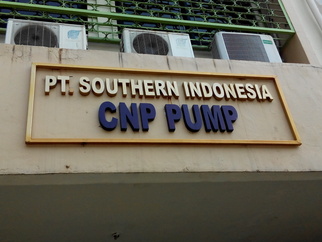 PT. SOUTHERN INDONESIA
CNP PUMP